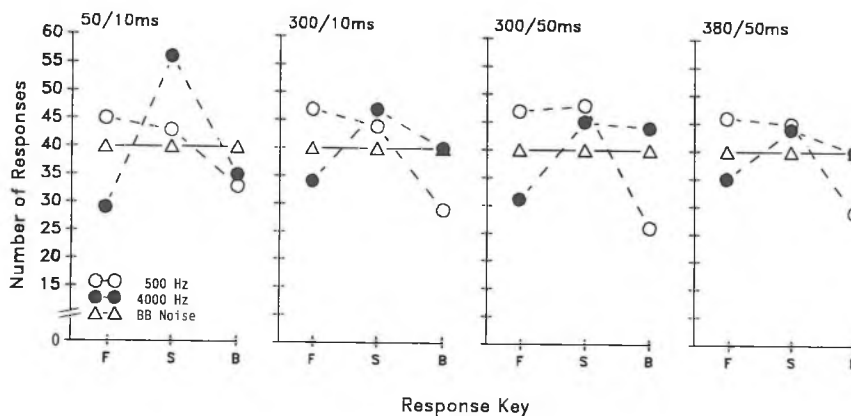 50/10ms
300/10ms
300/50ms
380/50ms
Number of Responses
60
55
50
45
40
35
30
25
20
15
0
500 Hz
4000 Hz
BB Noise
F S B
F S B
F S B
F S
Response Key